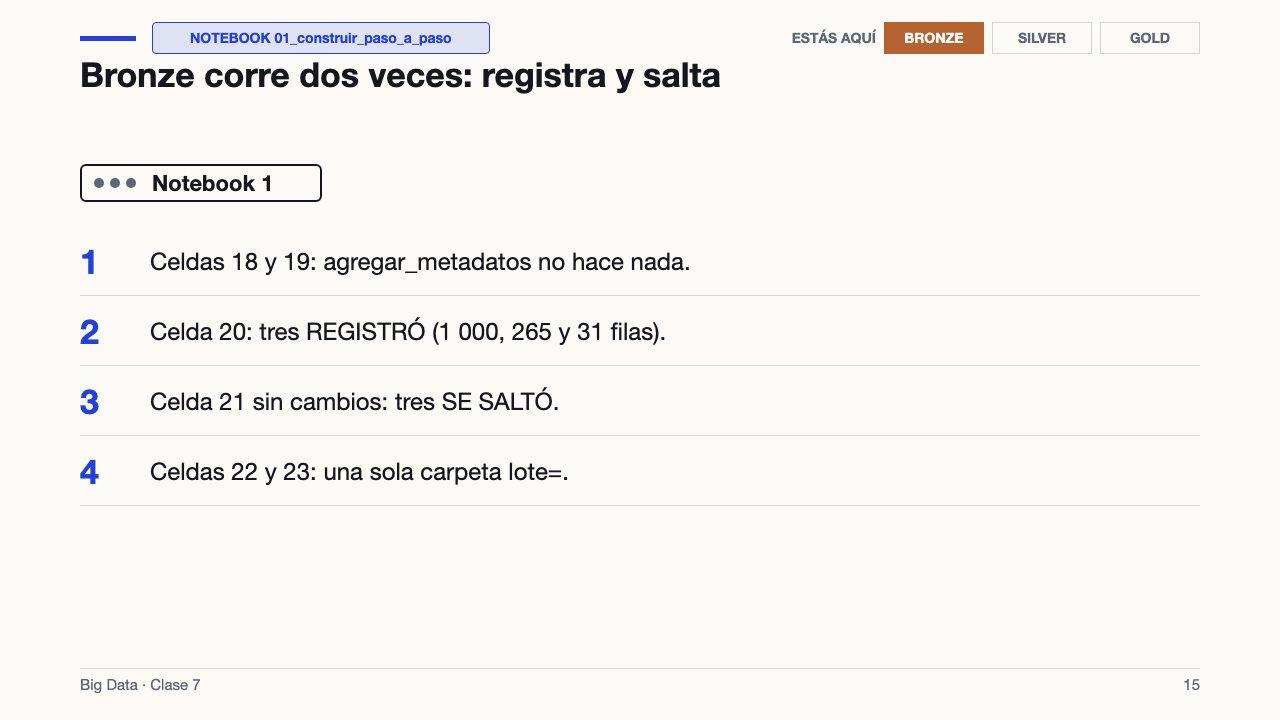 NOTEBOOK 01_construir_paso_a_paso
ESTÁS AQUÍ
BRONZE
SILVER
GOLD
Bronze corre dos veces: registra y salta
Notebook 1
1 Celdas 18 y 19: agregar_metadatos no hace nada.
2 Celda 20: tres REGISTRÓ (1 000, 265 y 31 filas).
3 Celda 21 sin cambios: tres SE SALTÓ.
4 Celdas 22 y 23: una sola carpeta lote=.
Big Data · Clase 7
15